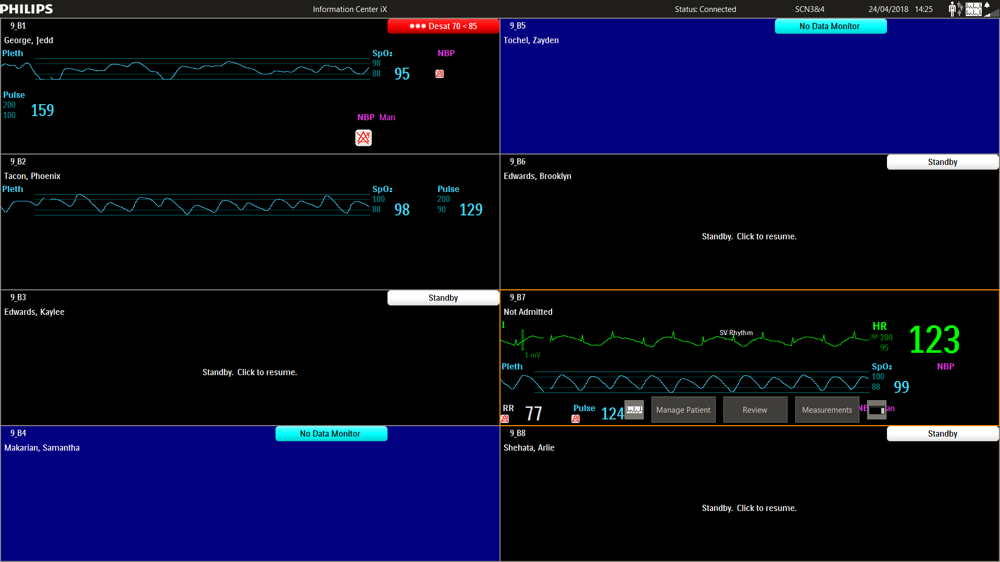 PHILIPS Information Center iX Status: Connected SCN3&4 24/04/2018 14:25
9_B1 *** Desat 70 < 85
George, Jedd
Pleth SpO₂ NBP
98
88 95
Pulse
200
100 159
NBP Man
9_B2
Tacon, Phoenix
Pleth SpO₂ Pulse
100 200
88 98 90 129
9_B3 Standby
Edwards, Kaylee
Standby. Click to resume.
9_B4 No Data Monitor
Makarian, Samantha
9_B5 No Data Monitor
Tochel, Zayden
9_B6 Standby
Edwards, Brooklyn
Standby. Click to resume.
9_B7
Not Admitted
I SV Rhythm HR
200 123
95
1 mV
Pleth SpO₂ NBP
100
88 99
RR 77 Pulse 124 Manage Patient Review Measurements
9_B8 Standby
Shehata, Arlie
Standby. Click to resume.